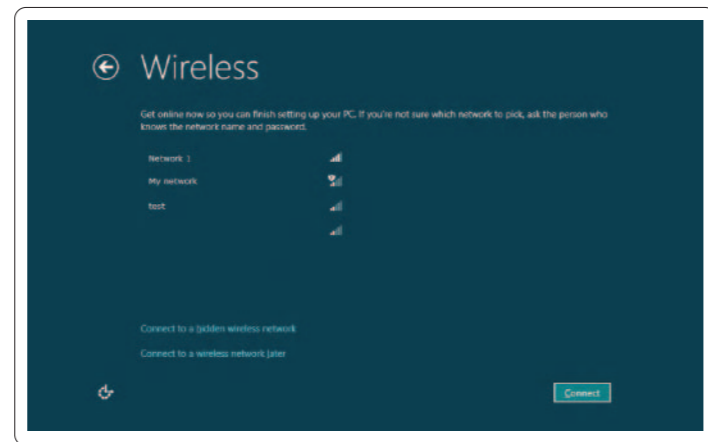 Wireless
Get online now so you can finish setting up your PC. If you're not sure which network to pick, ask the person who
knows the network name and password.
Network 1
My network
test
Connect to a hidden wireless network
Connect to a wireless network later
Connect